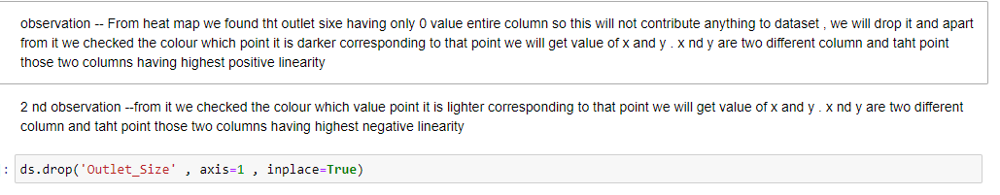 observation -- From heat map we found tht outlet sixe having only 0 value entire column so this will not contribute anything to dataset , we will drop it and apart
from it we checked the colour which point it is darker corresponding to that point we will get value of x and y . x nd y are two different column and taht point
those two columns having highest positive linearity
2 nd observation --from it we checked the colour which value point it is lighter corresponding to that point we will get value of x and y . x nd y are two different
column and taht point those two columns having highest negative linearity
: ds.drop('Outlet_Size' , axis=1 , inplace=True)